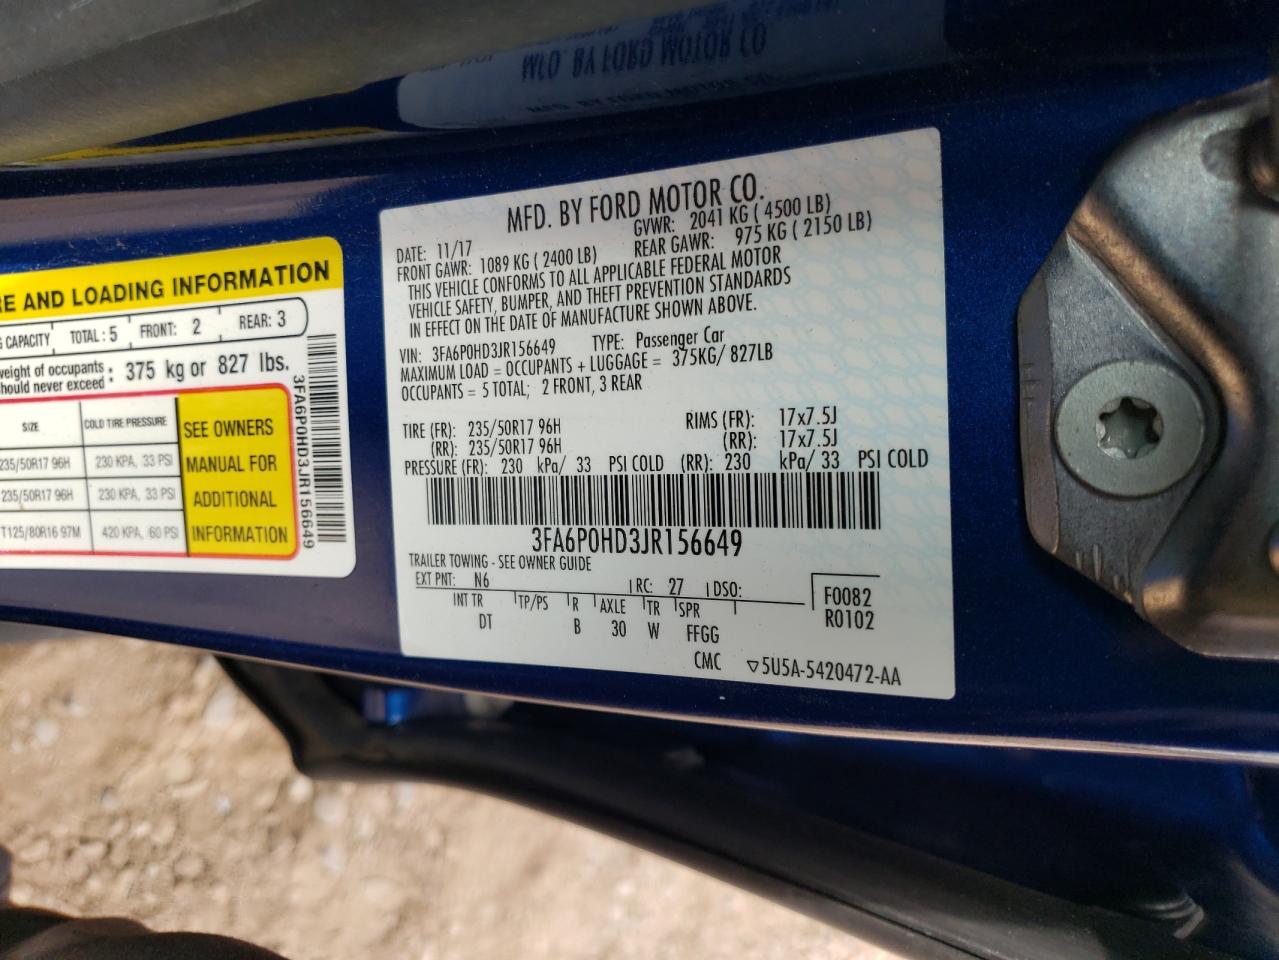 MFD. BY FORD MOTOR CO
MFD. BY FORD MOTOR CO.
DATE: 11/17 GVWR: 2041 KG ( 4500 LB)
FRONT GAWR: 1089 KG ( 2400 LB) REAR GAWR: 975 KG ( 2150 LB)
THIS VEHICLE CONFORMS TO ALL APPLICABLE FEDERAL MOTOR
VEHICLE SAFETY, BUMPER, AND THEFT PREVENTION STANDARDS
IN EFFECT ON THE DATE OF MANUFACTURE SHOWN ABOVE.
VIN: 3FA6P0HD3JR156649 TYPE: Passenger Car
MAXIMUM LOAD = OCCUPANTS + LUGGAGE = 375KG/ 827LB
OCCUPANTS = 5 TOTAL; 2 FRONT, 3 REAR
TIRE (FR): 235/50R17 96H RIMS (FR): 17x7.5J
(RR): 235/50R17 96H (RR): 17x7.5J
PRESSURE (FR): 230 kPa/ 33 PSI COLD (RR): 230 kPa/ 33 PSI COLD
3FA6P0HD3JR156649
TRAILER TOWING - SEE OWNER GUIDE
EXT PNT: N6 RC: 27 DSO: F0082
INT TR TP/PS R AXLE TR SPR R0102
DT B 30 W FFGG
CMC ▽5U5A-5420472-AA
RE AND LOADING INFORMATION
G CAPACITY TOTAL : 5 FRONT: 2 REAR: 3
weight of occupants
hould never exceed : 375 kg or 827 lbs.
SIZE COLD TIRE PRESSURE SEE OWNERS
235/50R17 96H 230 KPA, 33 PSI MANUAL FOR
235/50R17 96H 230 KPA, 33 PSI ADDITIONAL
T125/80R16 97M 420 KPA, 60 PSI INFORMATION
3FA6P0HD3JR156649